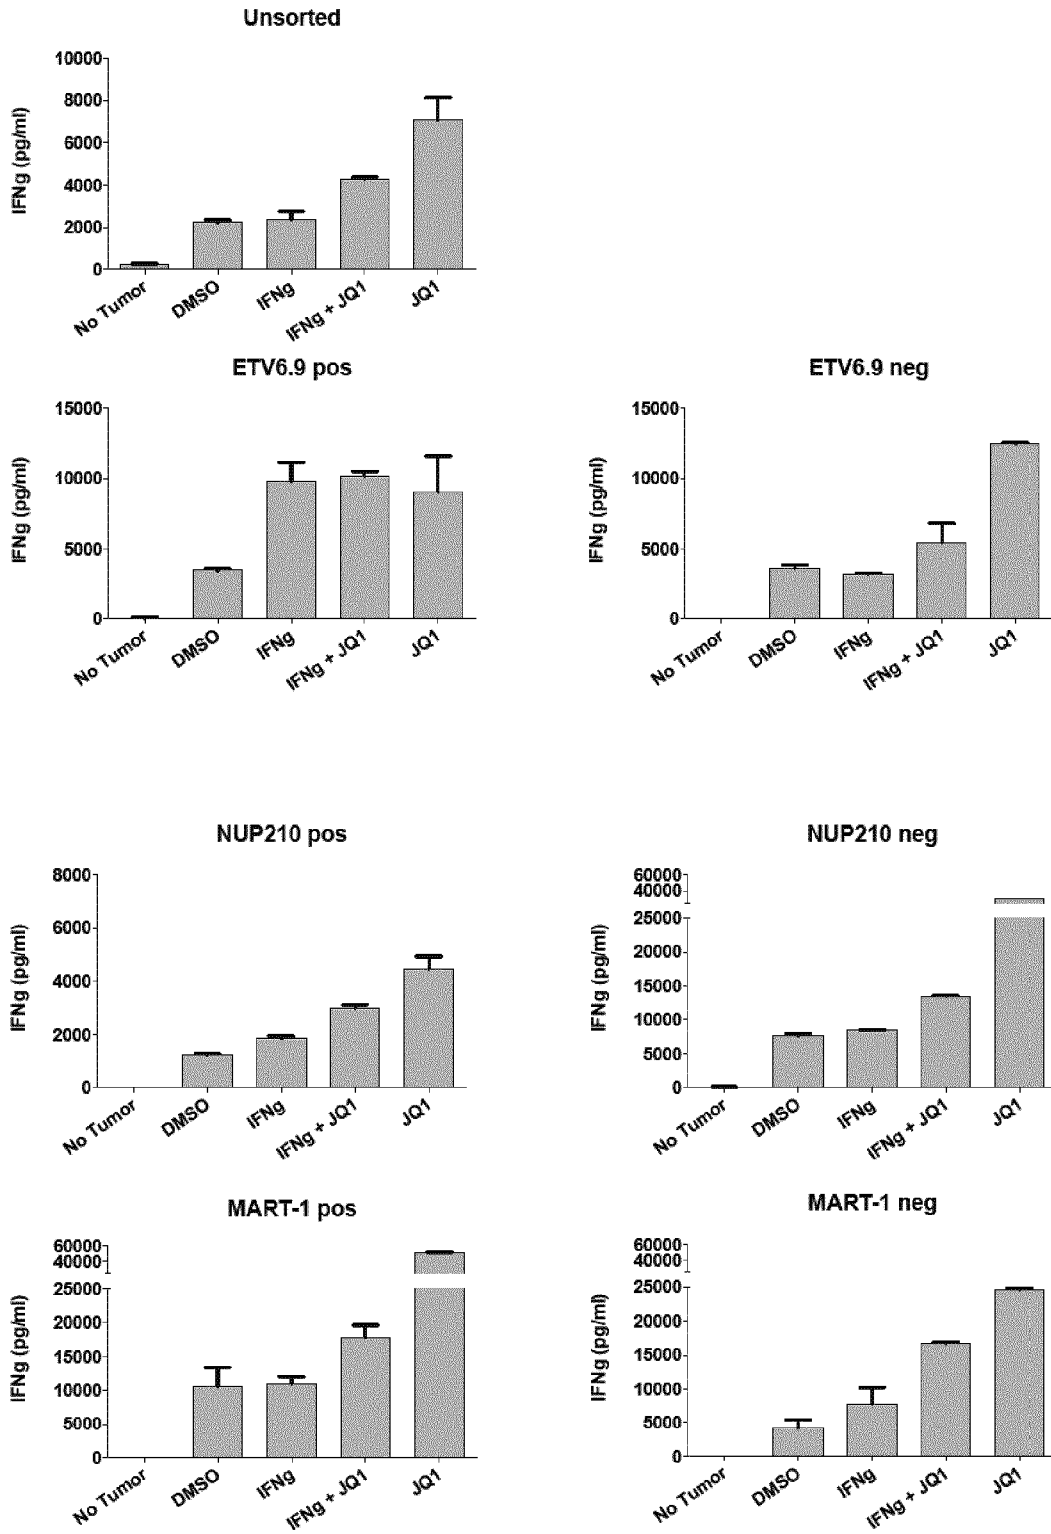 Unsorted
IFNg (pg/ml)
10000
8000
6000
4000
2000
0
No Tumor
DMSO
IFNg
IFNg + JQ1
JQ1
ETV6.9 pos
IFNg (pg/ml)
15000
10000
5000
0
No Tumor
DMSO
IFNg
IFNg + JQ1
JQ1
ETV6.9 neg
IFNg (pg/ml)
15000
10000
5000
0
No Tumor
DMSO
IFNg
IFNg + JQ1
JQ1
NUP210 pos
IFNg (pg/ml)
8000
6000
4000
2000
0
No Tumor
DMSO
IFNg
IFNg + JQ1
JQ1
NUP210 neg
IFNg (pg/ml)
60000
40000
25000
20000
15000
10000
5000
0
No Tumor
DMSO
IFNg
IFNg + JQ1
JQ1
MART-1 pos
IFNg (pg/ml)
60000
40000
25000
20000
15000
10000
5000
0
No Tumor
DMSO
IFNg
IFNg + JQ1
JQ1
MART-1 neg
IFNg (pg/ml)
60000
40000
25000
20000
15000
10000
5000
0
No Tumor
DMSO
IFNg
IFNg + JQ1
JQ1